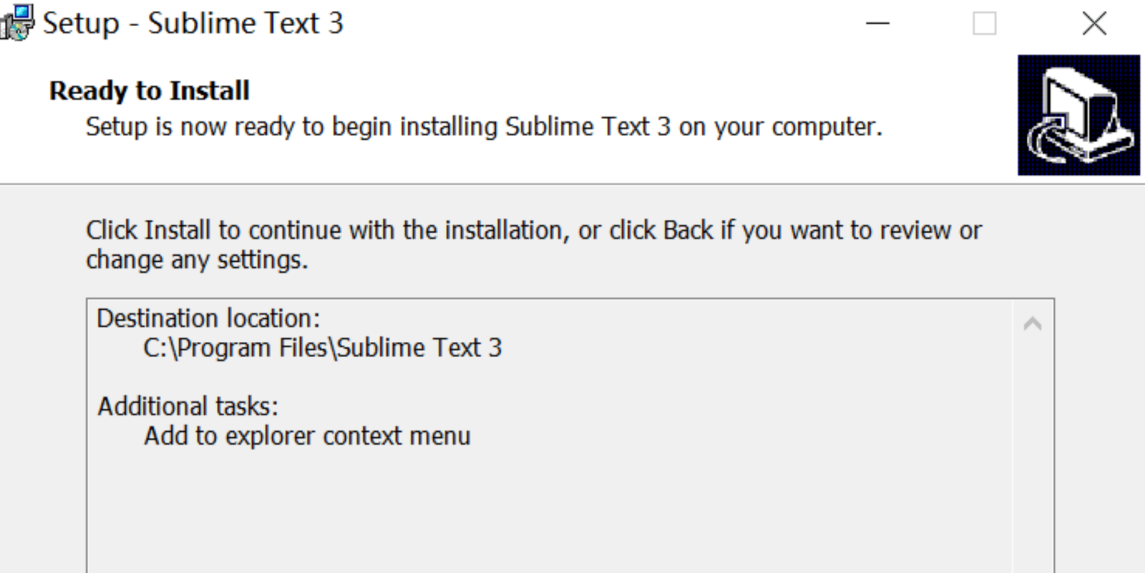 Setup - Sublime Text 3
Ready to Install
Setup is now ready to begin installing Sublime Text 3 on your computer.
Click Install to continue with the installation, or click Back if you want to review or
change any settings.
Destination location:
C:\Program Files\Sublime Text 3
Additional tasks:
Add to explorer context menu